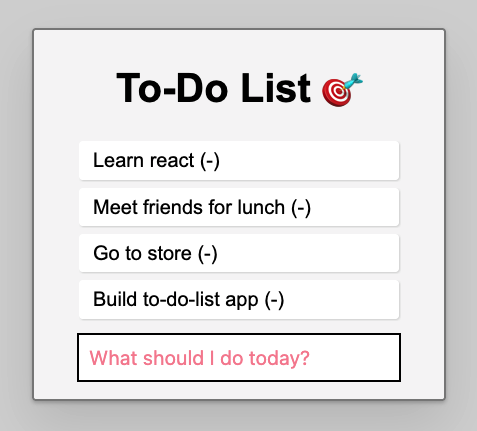 To-Do List 🎯
Learn react (-)
Meet friends for lunch (-)
Go to store (-)
Build to-do-list app (-)
What should I do today?